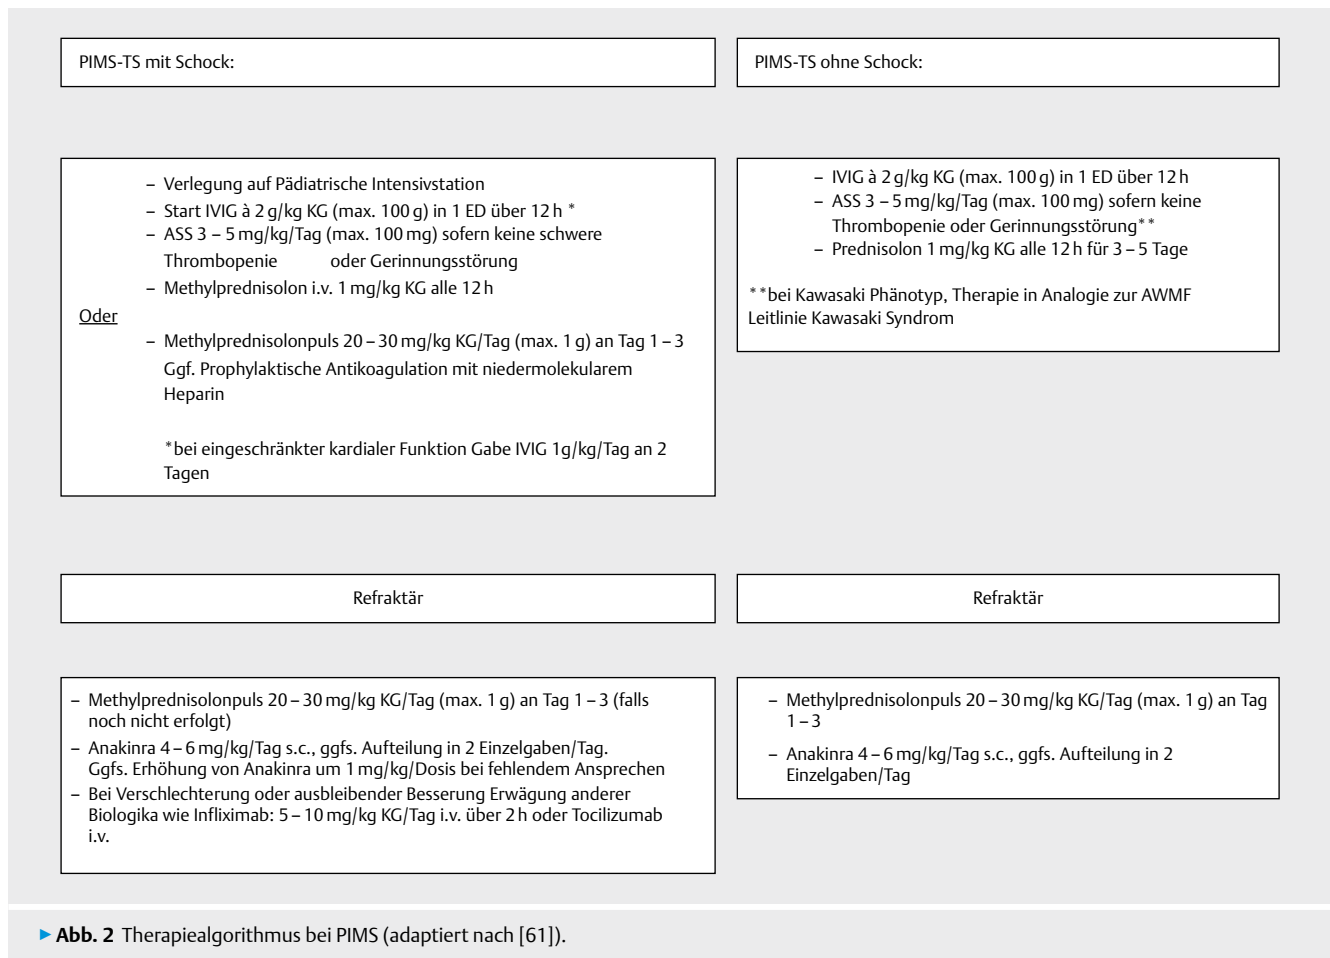 PIMS-TS mit Schock:
– Verlegung auf Pädiatrische Intensivstation
– Start IVIG à 2 g/kg KG (max. 100 g) in 1 ED über 12 h *
– ASS 3 – 5 mg/kg/Tag (max. 100 mg) sofern keine schwere
Thrombopenie oder Gerinnungsstörung
– Methylprednisolon i.v. 1 mg/kg KG alle 12 h
Oder
– Methylprednisolonpuls 20 – 30 mg/kg KG/Tag (max. 1 g) an Tag 1 – 3
Ggf. Prophylaktische Antikoagulation mit niedermolekularem
Heparin
*bei eingeschränkter kardialer Funktion Gabe IVIG 1g/kg/Tag an 2
Tagen
Refraktär
– Methylprednisolonpuls 20 – 30 mg/kg KG/Tag (max. 1 g) an Tag 1 – 3 (falls
noch nicht erfolgt)
– Anakinra 4 – 6 mg/kg/Tag s.c., ggfs. Aufteilung in 2 Einzelgaben/Tag.
Ggfs. Erhöhung von Anakinra um 1 mg/kg/Dosis bei fehlendem Ansprechen
– Bei Verschlechterung oder ausbleibender Besserung Erwägung anderer
Biologika wie Infliximab: 5 – 10 mg/kg KG/Tag i.v. über 2 h oder Tocilizumab
i.v.
PIMS-TS ohne Schock:
– IVIG à 2 g/kg KG (max. 100 g) in 1 ED über 12 h
– ASS 3 – 5 mg/kg/Tag (max. 100 mg) sofern keine
Thrombopenie oder Gerinnungsstörung**
– Prednisolon 1 mg/kg KG alle 12 h für 3 – 5 Tage
**bei Kawasaki Phänotyp, Therapie in Analogie zur AWMF
Leitlinie Kawasaki Syndrom
Refraktär
– Methylprednisolonpuls 20 – 30 mg/kg KG/Tag (max. 1 g) an Tag
1 – 3
– Anakinra 4 – 6 mg/kg/Tag s.c., ggfs. Aufteilung in 2
Einzelgaben/Tag
▶ Abb. 2 Therapiealgorithmus bei PIMS (adaptiert nach [61]).